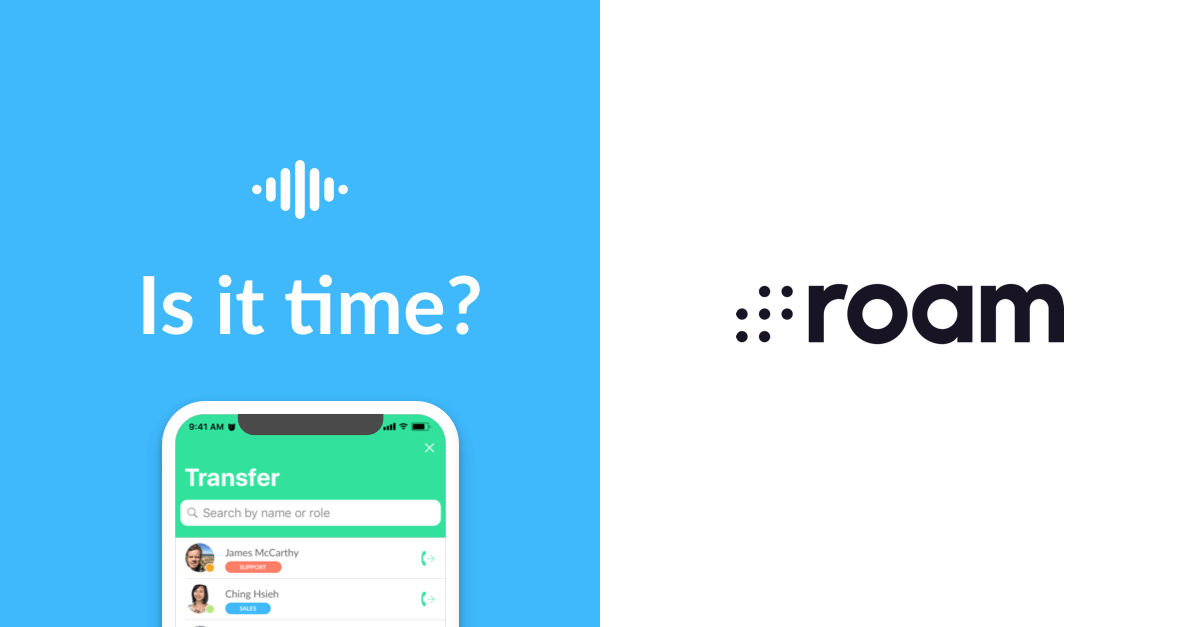 Is it time?
9:41 AM
Transfer
Search by name or role
James McCarthy
SUPPORT
Ching Hsieh
SALES
roam